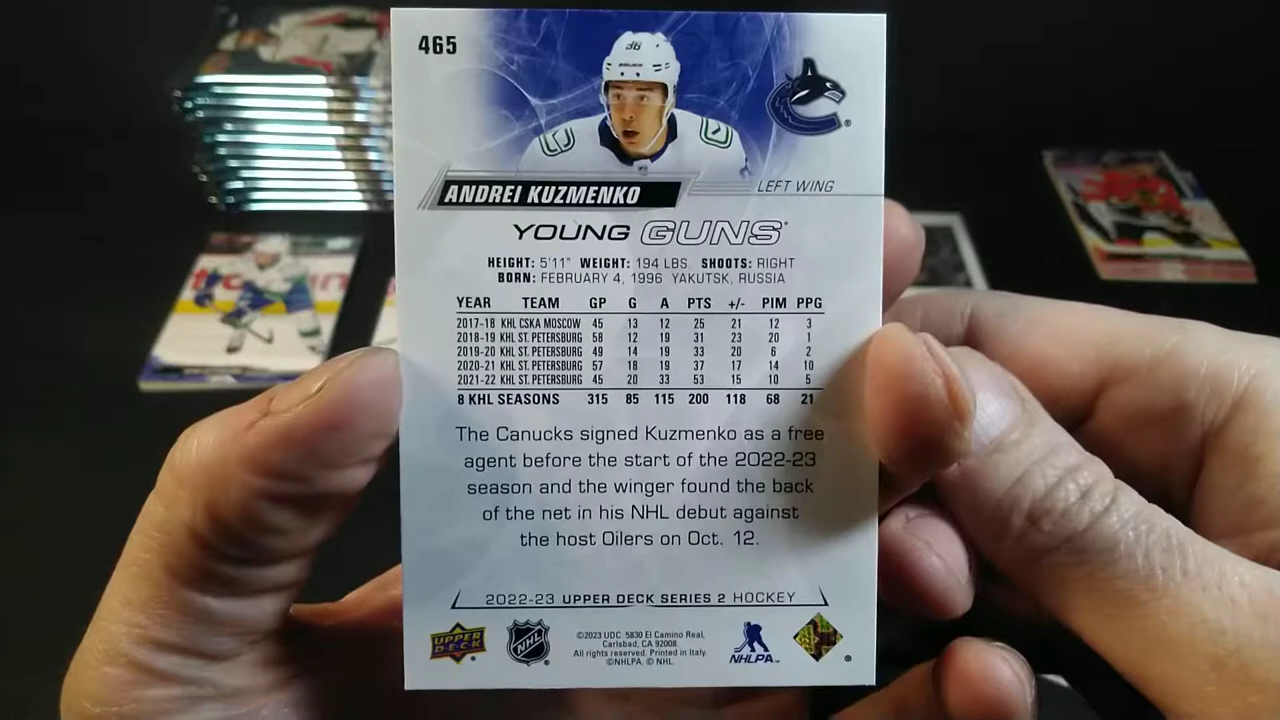 465
ANDREI KUZMENKO
LEFT WING
YOUNG GUNS
HEIGHT: 5'11" WEIGHT: 194 LBS. SHOOTS: RIGHT
BORN: FEBRUARY 4, 1996 YAKUTSK, RUSSIA
YEAR TEAM GP G A PTS +/- PIM PPG
2017-18 KHL CSKA MOSCOW 45 13 12 25 21 12 3
2018-19 KHL ST. PETERSBURG 58 12 19 31 23 20 1
2019-20 KHL ST. PETERSBURG 49 14 19 33 20 6 2
2020-21 KHL ST. PETERSBURG 57 18 19 37 17 14 10
2021-22 KHL ST. PETERSBURG 45 20 33 53 15 10 5
8 KHL SEASONS 315 85 115 200 118 68 21
The Canucks signed Kuzmenko as a free
agent before the start of the 2022-23
season and the winger found the back
of the net in his NHL debut against
the host Oilers on Oct. 12.
2022-23 UPPER DECK SERIES 2 HOCKEY
UPPER DECK
NHL
©2023 UDC. 5830 El Camino Real,
Carlsbad, CA 92008
All rights reserved. Printed in Italy.
©NHLPA. © NHL.
NHLPA